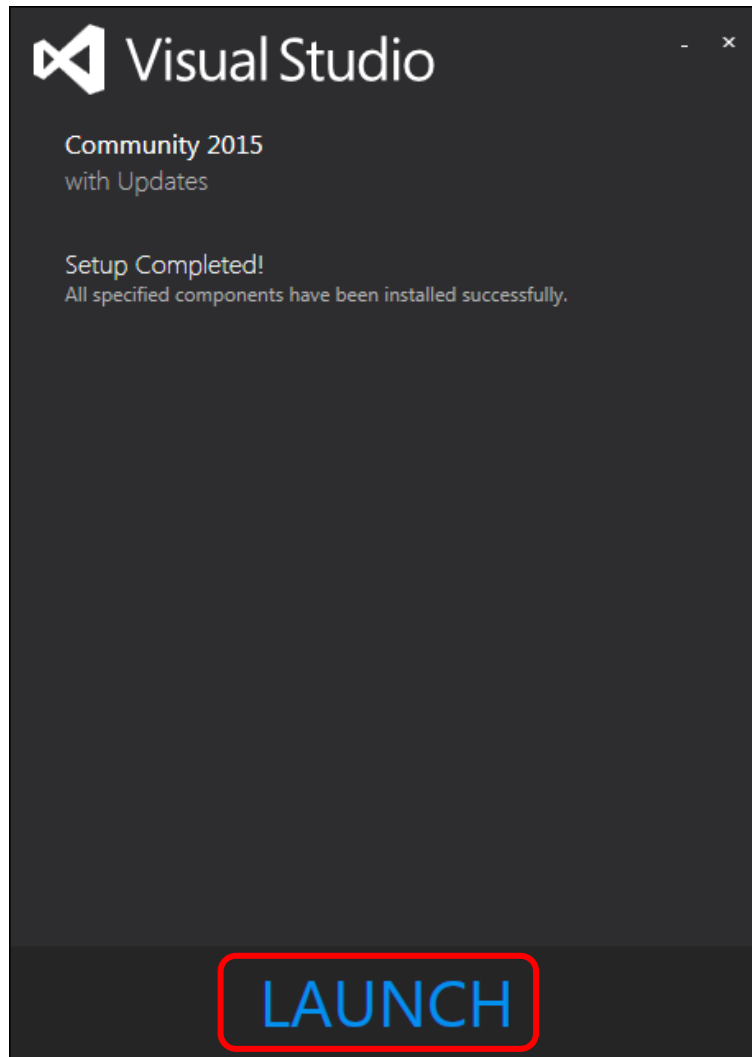 Visual Studio
Community 2015
with Updates
Setup Completed!
All specified components have been installed successfully.
LAUNCH